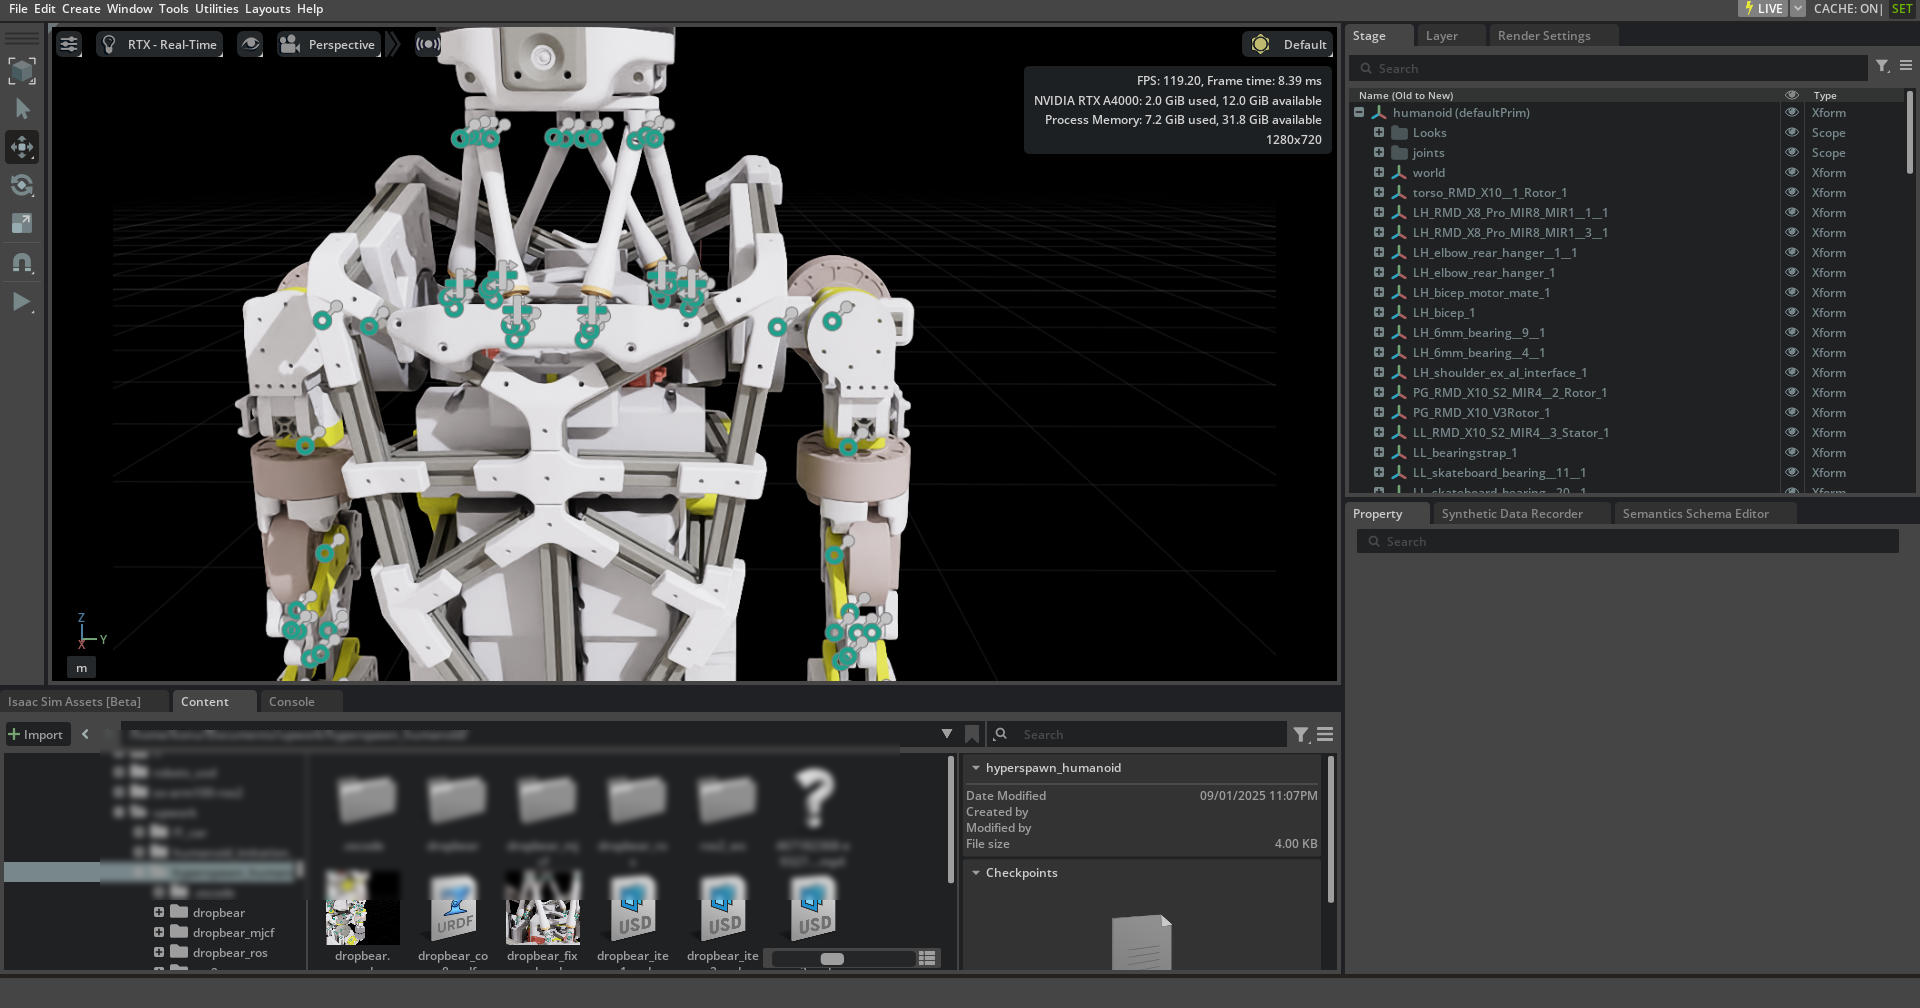 File Edit Create Window Tools Utilities Layouts Help
LIVE CACHE: ON| SET
RTX - Real-Time
Perspective
Default
FPS: 119.20, Frame time: 8.39 ms
NVIDIA RTX A4000: 2.0 GiB used, 12.0 GiB available
Process Memory: 7.2 GiB used, 31.8 GiB available
1280x720
Z
Y
X
m
Stage Layer Render Settings
Search
Name (Old to New) Type
humanoid (defaultPrim) Xform
Looks Scope
joints Scope
world Xform
torso_RMD_X10__1_Rotor_1 Xform
LH_RMD_X8_Pro_MIR8_MIR1__1__1 Xform
LH_RMD_X8_Pro_MIR8_MIR1__3__1 Xform
LH_elbow_rear_hanger__1__1 Xform
LH_elbow_rear_hanger_1 Xform
LH_bicep_motor_mate_1 Xform
LH_bicep_1 Xform
LH_6mm_bearing__9__1 Xform
LH_6mm_bearing__4__1 Xform
LH_shoulder_ex_al_interface_1 Xform
PG_RMD_X10_S2_MIR4__2_Rotor_1 Xform
PG_RMD_X10_V3Rotor_1 Xform
LL_RMD_X10_S2_MIR4__3_Stator_1 Xform
LL_bearingstrap_1 Xform
LL_skateboard_bearing__11__1 Xform
LL_skateboard_bearing__20__1 Xform
Property Synthetic Data Recorder Semantics Schema Editor
Search
Isaac Sim Assets [Beta] Content Console
Import
Search
dropbear
dropbear_mjcf
dropbear_ros
URDF
USD
USD
USD
dropbear.
dropbear_co
dropbear_fix
dropbear_ite
dropbear_ite
hyperspawn_humanoid
Date Modified 09/01/2025 11:07PM
Created by
Modified by
File size 4.00 KB
Checkpoints